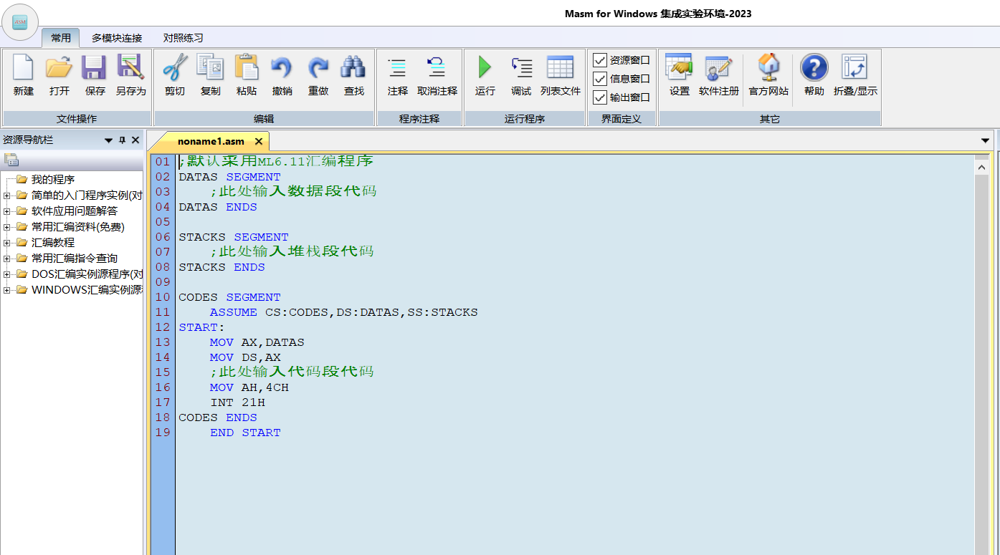 Masm for Windows 集成实验环境-2023
ASM
常用 多模块连接 对照练习
新建 打开 保存 另存为 剪切 复制 粘贴 撤销 重做 查找 注释 取消注释 运行 调试 列表文件
资源窗口
信息窗口
输出窗口
设置 软件注册 官方网站 帮助 折叠/显示
文件操作 编辑 程序注释 运行程序 界面定义 其它
资源导航栏
我的程序
简单的入门程序实例(对
软件应用问题解答
常用汇编资料(免费)
汇编教程
常用汇编指令查询
DOS汇编实例源程序(对
WINDOWS汇编实例源
noname1.asm
01 ;默认采用ML6.11汇编程序
02 DATAS SEGMENT
03 ;此处输入数据段代码
04 DATAS ENDS
05
06 STACKS SEGMENT
07 ;此处输入堆栈段代码
08 STACKS ENDS
09
10 CODES SEGMENT
11 ASSUME CS:CODES,DS:DATAS,SS:STACKS
12 START:
13 MOV AX,DATAS
14 MOV DS,AX
15 ;此处输入代码段代码
16 MOV AH,4CH
17 INT 21H
18 CODES ENDS
19 END START